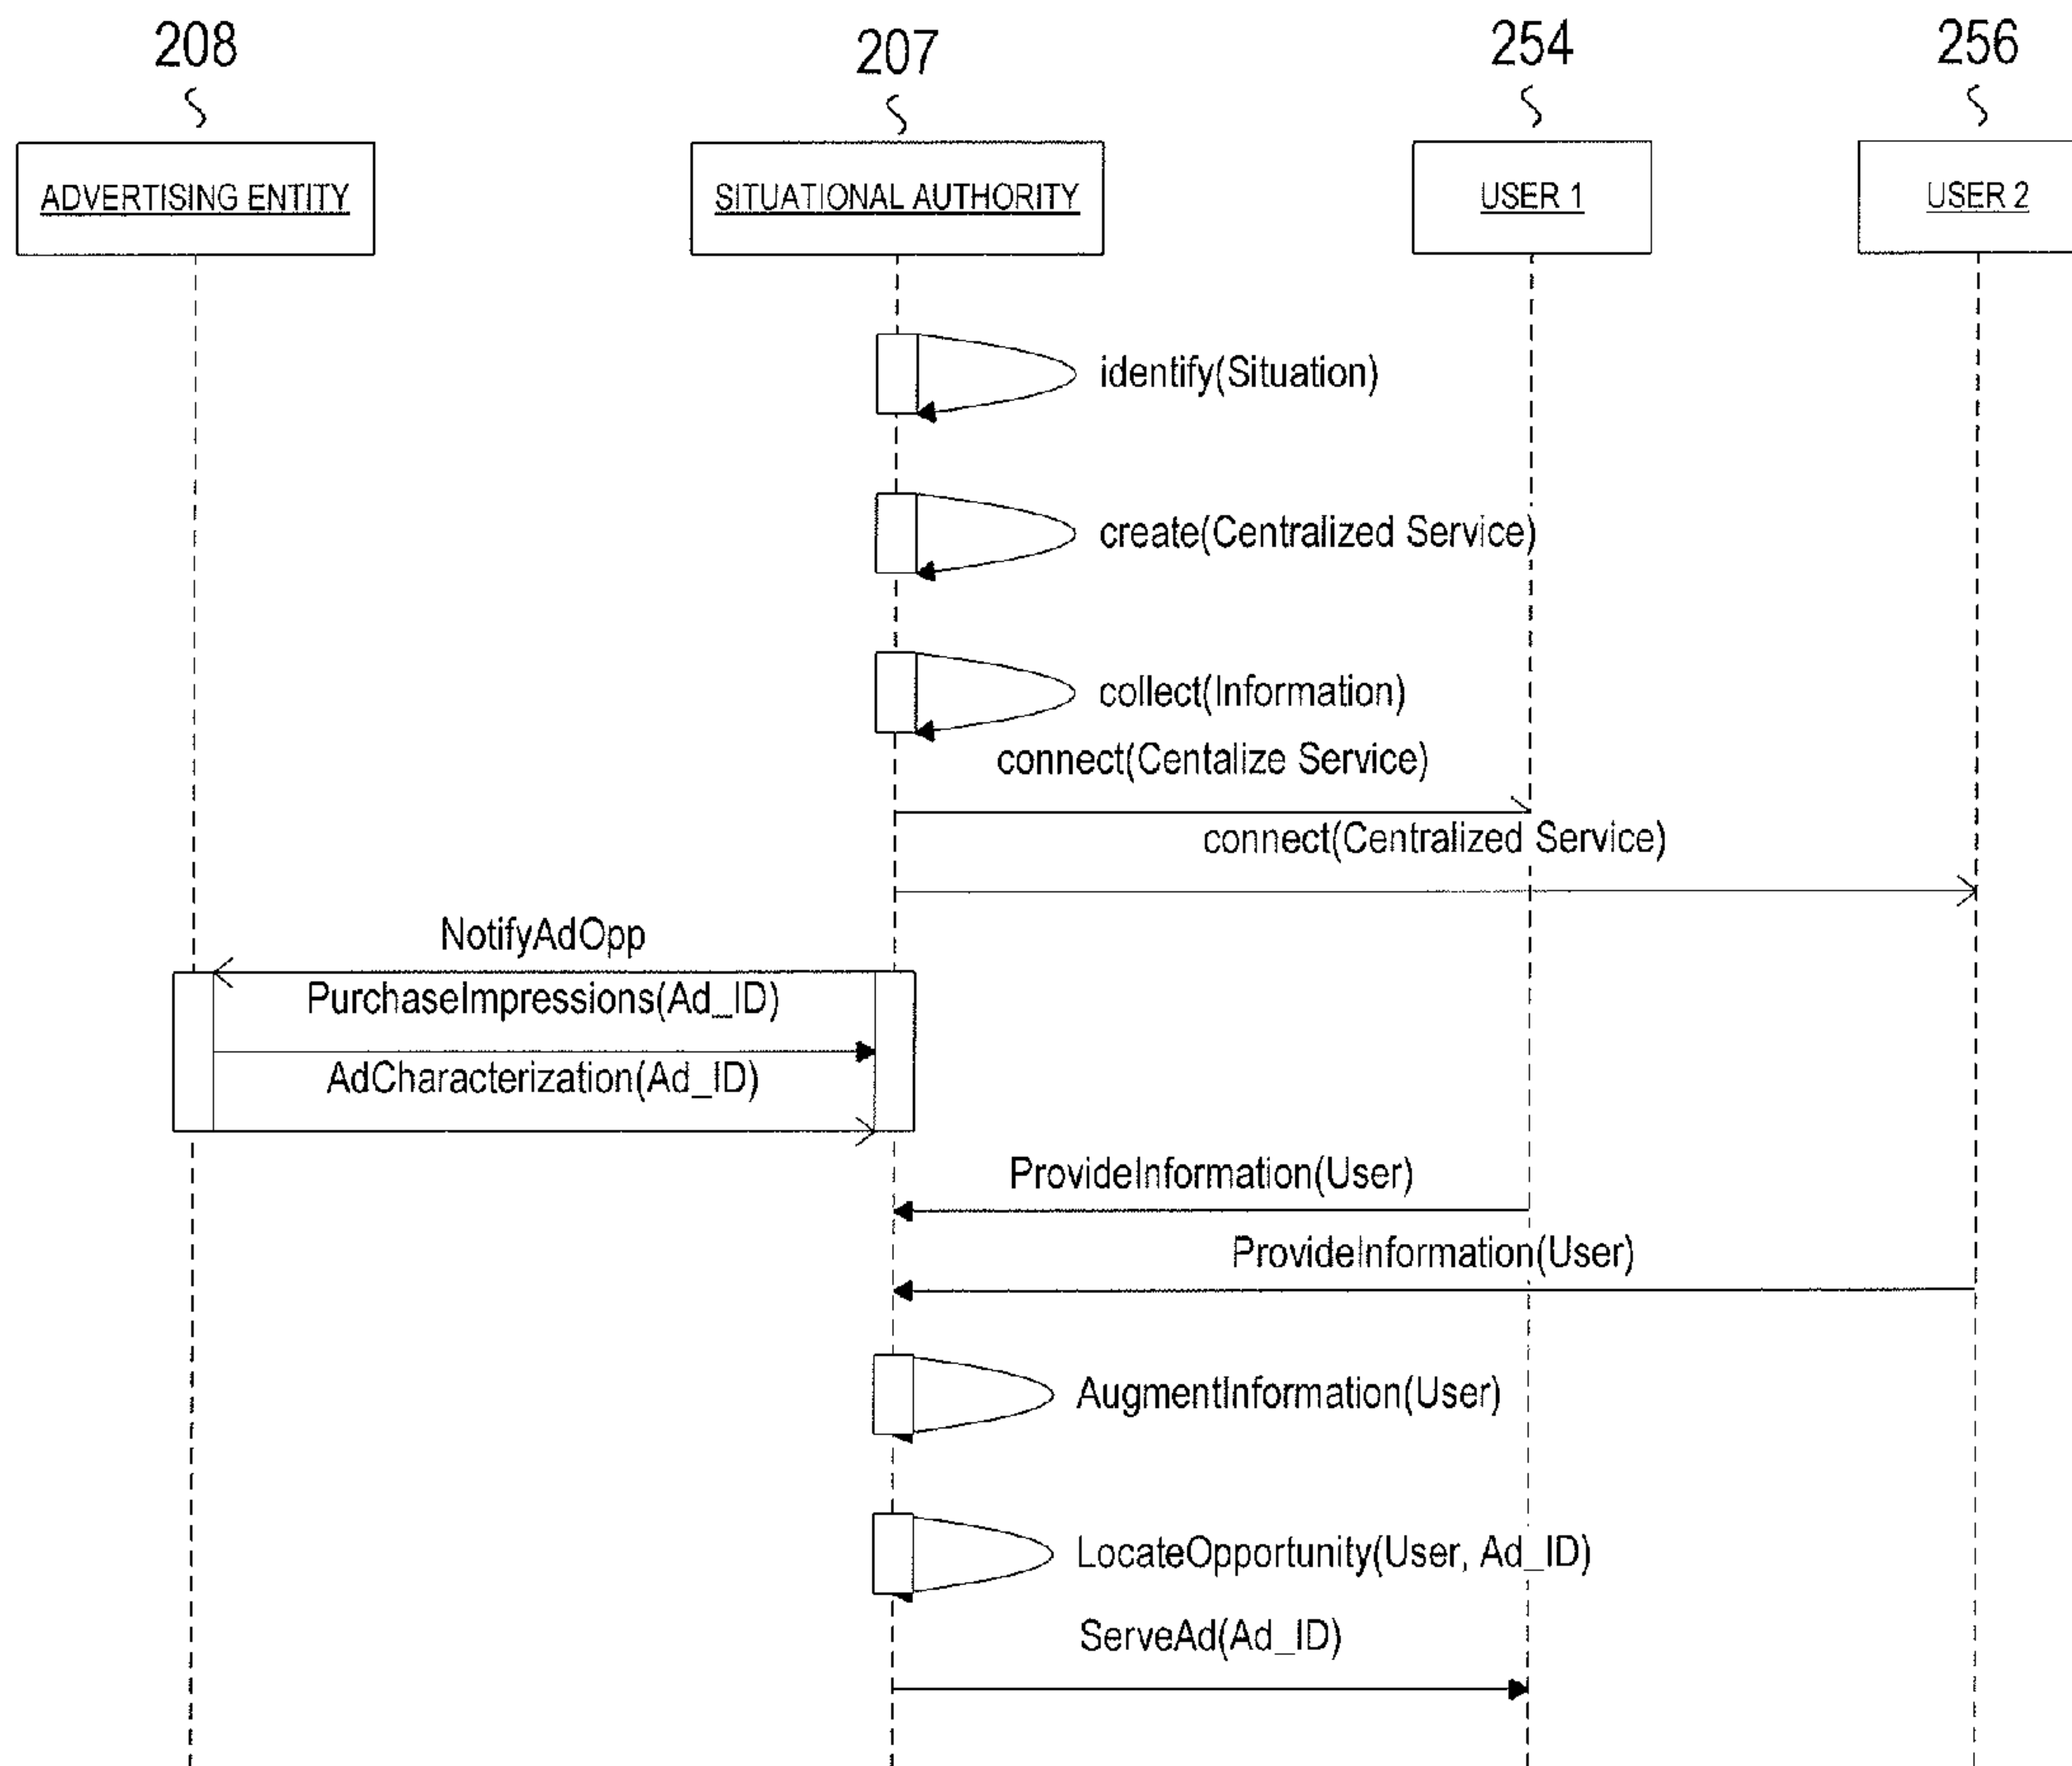 208
207
254
256
ADVERTISING ENTITY
SITUATIONAL AUTHORITY
USER 1
USER 2
identify(Situation)
create(Centralized Service)
collect(Information)
connect(Centalize Service)
connect(Centralized Service)
NotifyAdOpp
PurchaseImpressions(Ad_ID)
AdCharacterization(Ad_ID)
ProvideInformation(User)
ProvideInformation(User)
AugmentInformation(User)
LocateOpportunity(User, Ad_ID)
ServeAd(Ad_ID)